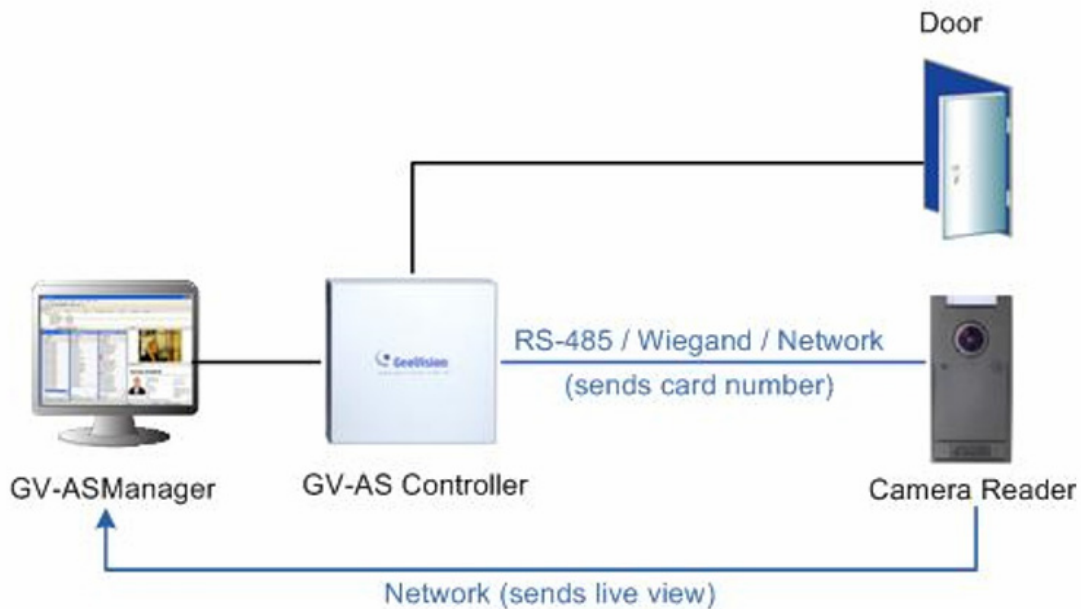 Door
RS-485 / Wiegand / Network
(sends card number)
GeoVision
GV-ASManager
GV-AS Controller
Camera Reader
Network (sends live view)